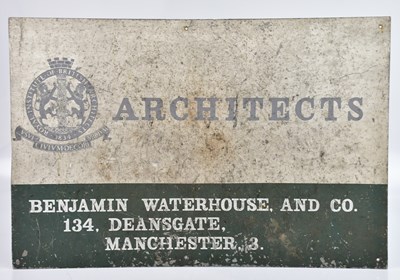 ARCHITECTS
BENJAMIN WATERHOUSE, AND CO.
134, DEANSGATE,
MANCHESTER, 3.